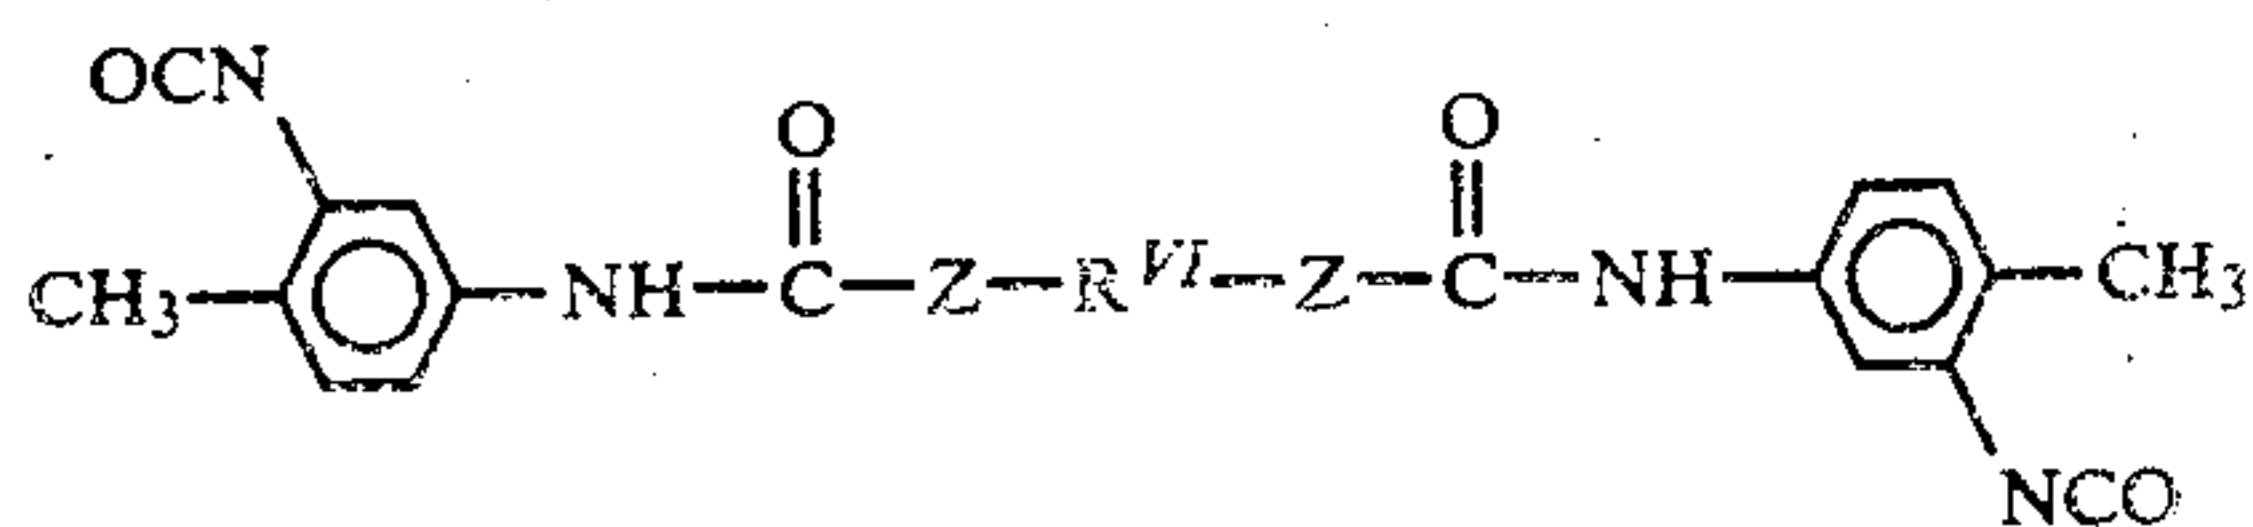 OCN
O O
CH3 NH C Z R VI Z C NH CH3
NCO